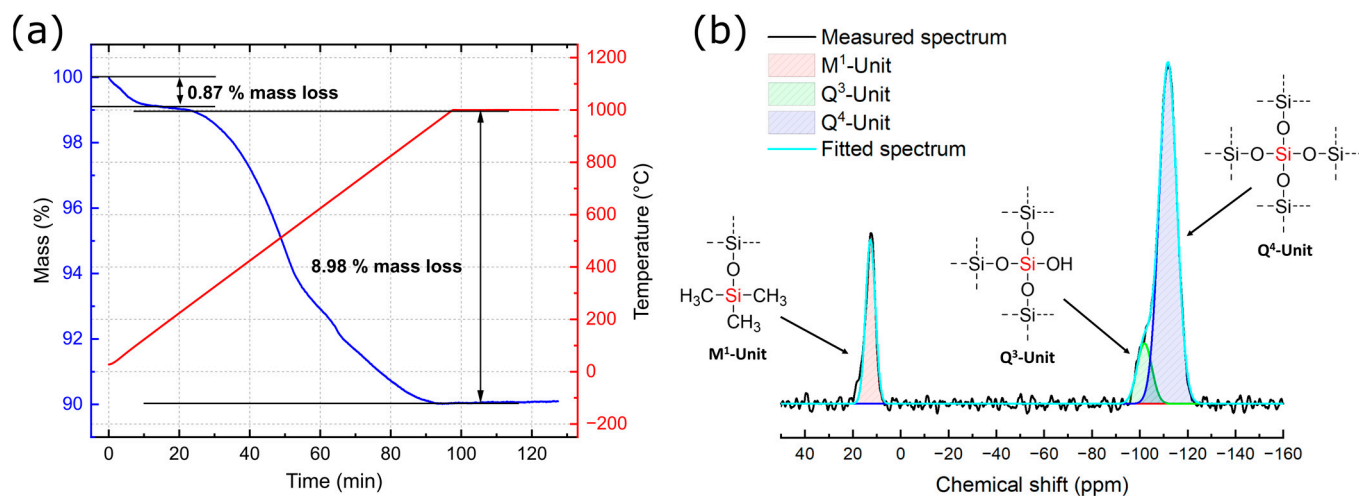 (a)
100
98
96
94
92
90
Mass (%)
0
20
40
60
80
100
120
Time (min)
1200
1000
800
600
400
200
0
−200
Temperature (°C)
0.87 % mass loss
8.98 % mass loss
(b)
Measured spectrum
M¹-Unit
Q³-Unit
Q⁴-Unit
Fitted spectrum
Si
O
H₃C
Si
CH₃
CH₃
M¹-Unit
Si
O
Si
O
Si
OH
O
Si
Q³-Unit
Si
O
Si
O
Si
O
Si
O
Si
Q⁴-Unit
40
20
0
−20
−40
−60
−80
−100
−120
−140
−160
Chemical shift (ppm)